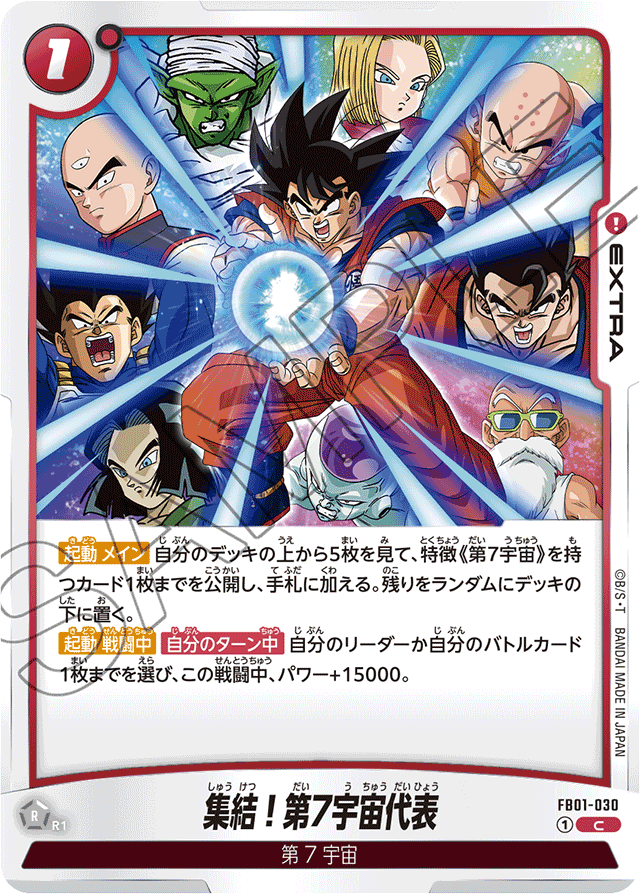 1
EXTRA
SAMPLE
起動 メイン 自分のデッキの上から5枚を見て、特徴《第7宇宙》を持
つカード1枚までを公開し、手札に加える。残りをランダムにデッキの
下に置く。
起動 戦闘中 自分のターン中 自分のリーダーか自分のバトルカード
1枚までを選び、この戦闘中、パワー+15000。
©B/S・T BANDAI MADE IN JAPAN
集結!第7宇宙代表
FB01-030
R R1
1 C
第7宇宙